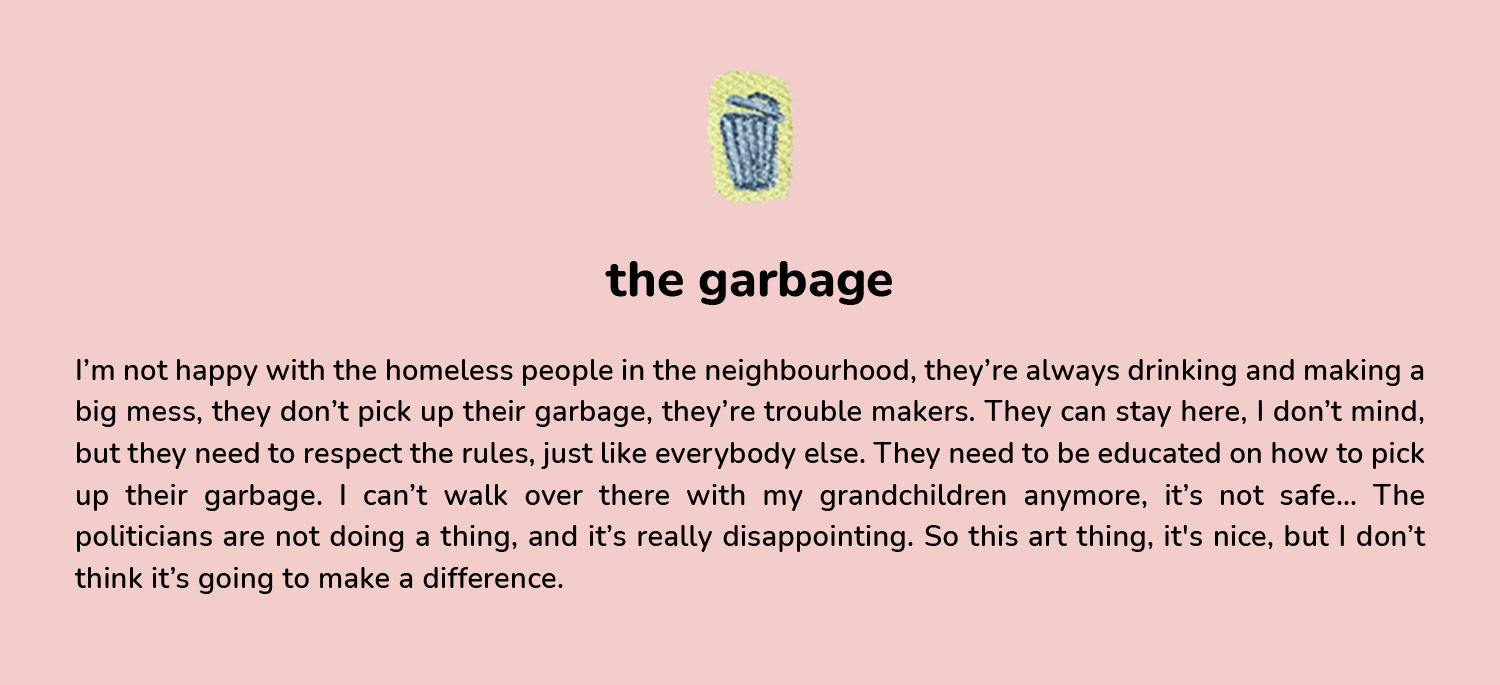 the garbage
I’m not happy with the homeless people in the neighbourhood, they’re always drinking and making a
big mess, they don’t pick up their garbage, they’re trouble makers. They can stay here, I don’t mind,
but they need to respect the rules, just like everybody else. They need to be educated on how to pick
up their garbage. I can’t walk over there with my grandchildren anymore, it’s not safe... The
politicians are not doing a thing, and it’s really disappointing. So this art thing, it's nice, but I don’t
think it’s going to make a difference.